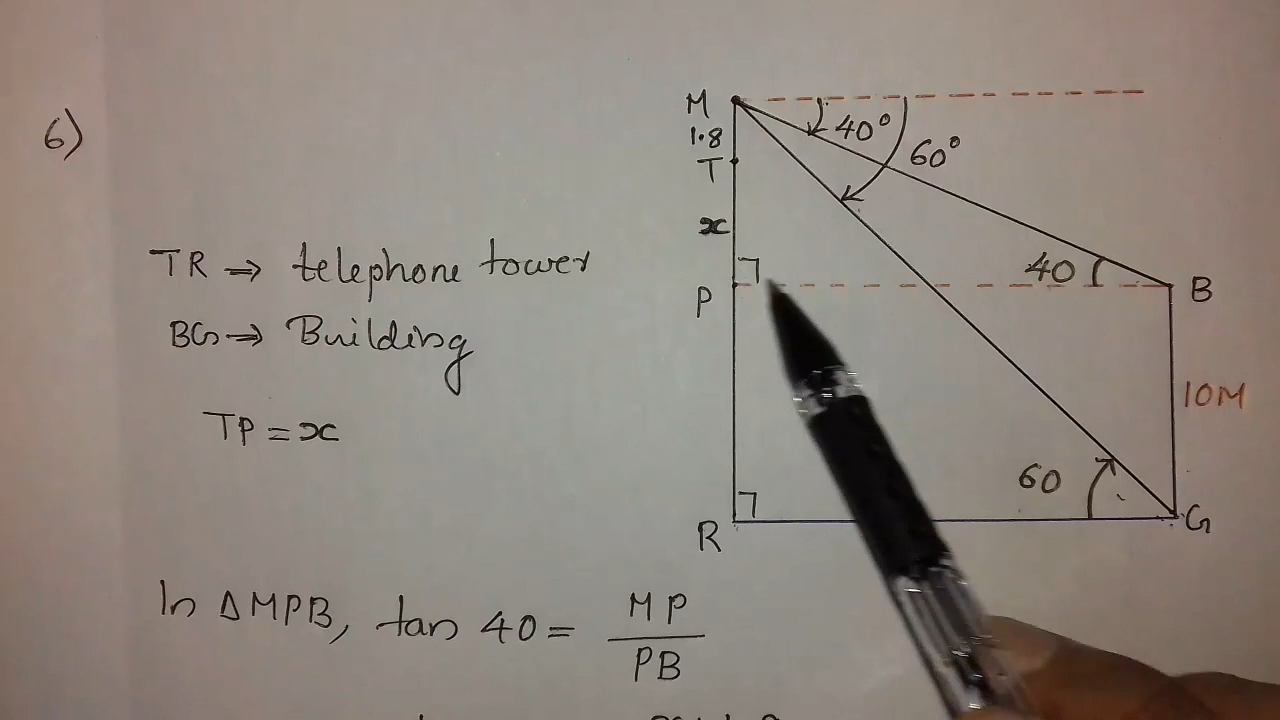 6)
M
1.8
T
x
P
R
40°
60°
40
B
10M
60
G
TR ⇒ telephone tower
BG ⇒ Building
TP = x
In ΔMPB, tan 40 = MP
PB